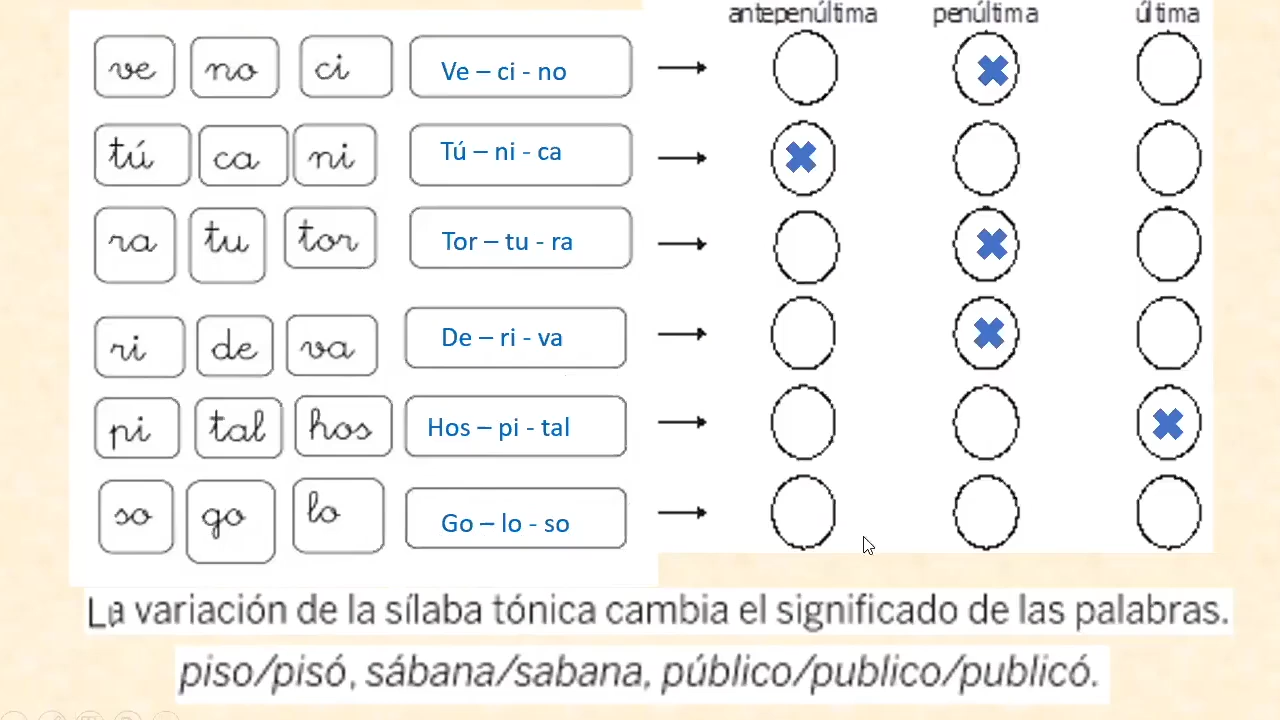 antepenúltima penúltima última
ve no ci Ve – ci - no
tú ca ni Tú – ni - ca
ra tu tor Tor – tu - ra
ri de va De – ri - va
pi tal hos Hos – pi - tal
so go lo Go – lo - so
La variación de la sílaba tónica cambia el significado de las palabras.
piso/pisó, sábana/sabana, público/publico/publicó.